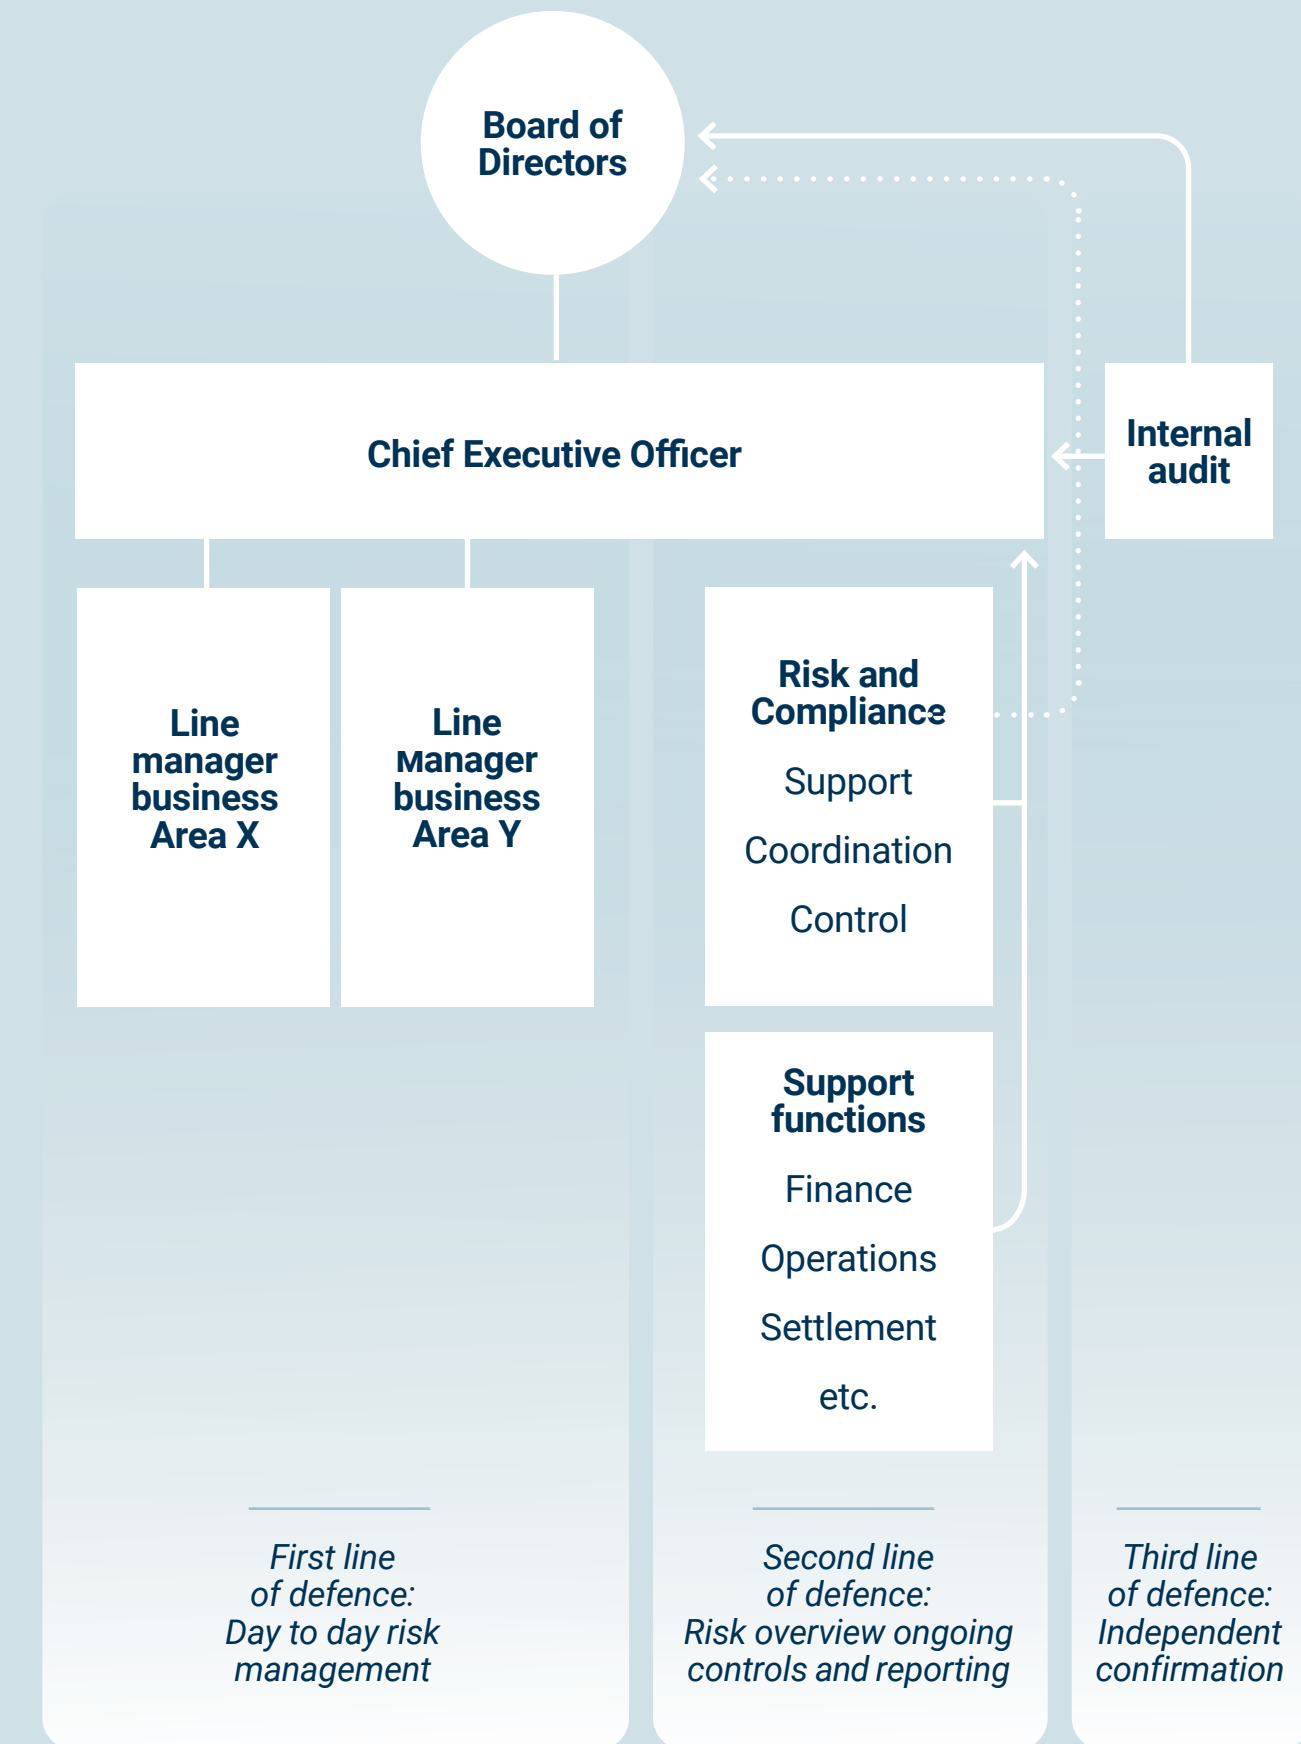 Board of
Directors
Chief Executive Officer
Internal
audit
Line
manager
business
Area X
Line
Manager
business
Area Y
Risk and
Compliance
Support
Coordination
Control
Support
functions
Finance
Operations
Settlement
etc.
First line
of defence:
Day to day risk
management
Second line
of defence:
Risk overview ongoing
controls and reporting
Third line
of defence:
Independent
confirmation